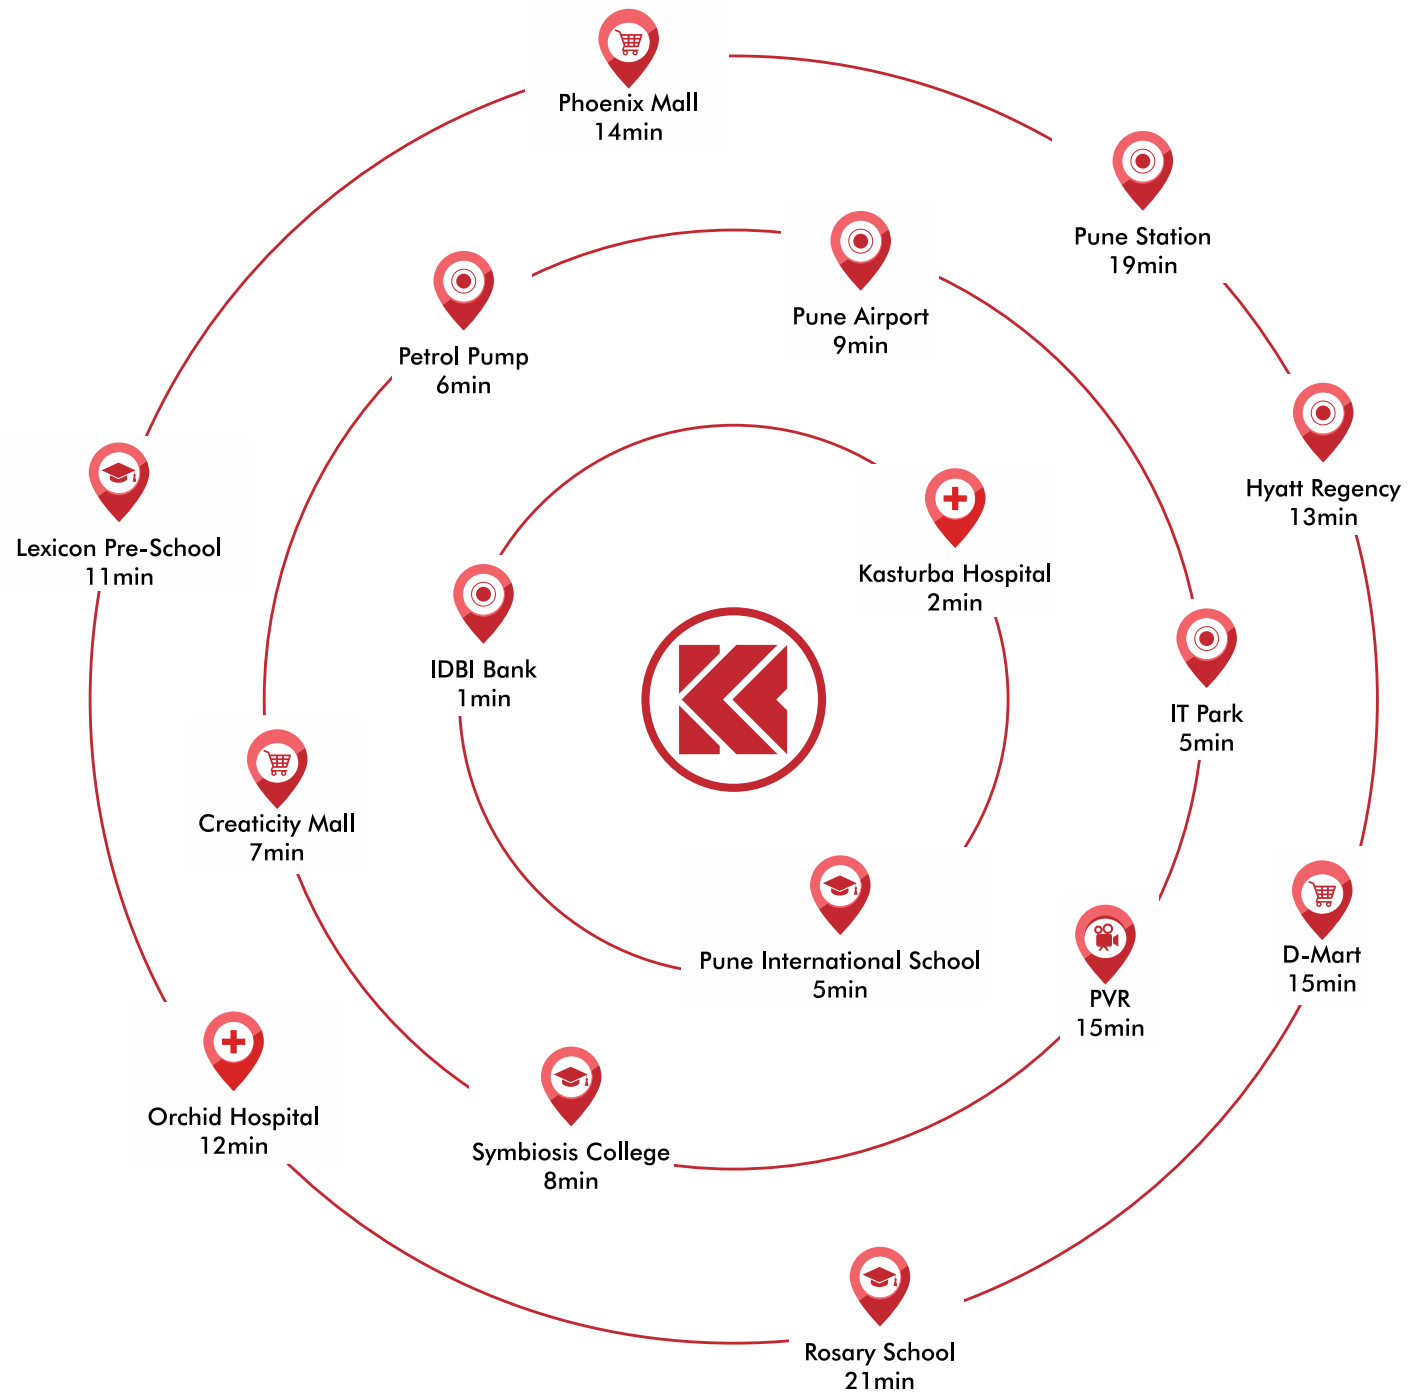 Phoenix Mall
14min
Pune Station
19min
Pune Airport
9min
Petrol Pump
6min
Hyatt Regency
13min
Lexicon Pre-School
11min
Kasturba Hospital
2min
IDBI Bank
1min
IT Park
5min
Creaticity Mall
7min
Pune International School
5min
D-Mart
15min
PVR
15min
Orchid Hospital
12min
Symbiosis College
8min
Rosary School
21min